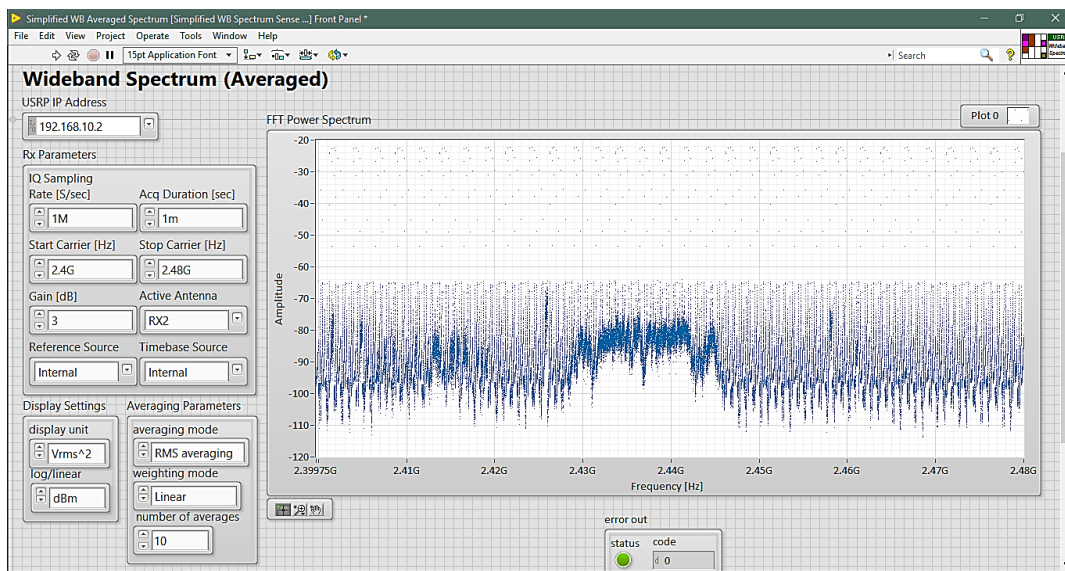 Simplified WB Averaged Spectrum [Simplified WB Spectrum Sense ...] Front Panel *
File Edit View Project Operate Tools Window Help
15pt Application Font
Search
USRP
Wideband
Spectru
Wideband Spectrum (Averaged)
USRP IP Address
192.168.10.2
Rx Parameters
IQ Sampling
Rate [S/sec] Acq Duration [sec]
1M 1m
Start Carrier [Hz] Stop Carrier [Hz]
2.4G 2.48G
Gain [dB] Active Antenna
3 RX2
Reference Source Timebase Source
Internal Internal
Display Settings Averaging Parameters
display unit averaging mode
Vrms^2 RMS averaging
log/linear weighting mode
dBm Linear
number of averages
10
FFT Power Spectrum
Plot 0
Amplitude
-20
-30
-40
-50
-60
-70
-80
-90
-100
-110
-120
2.39975G 2.41G 2.42G 2.43G 2.44G 2.45G 2.46G 2.47G 2.48G
Frequency [Hz]
error out
status code
d 0